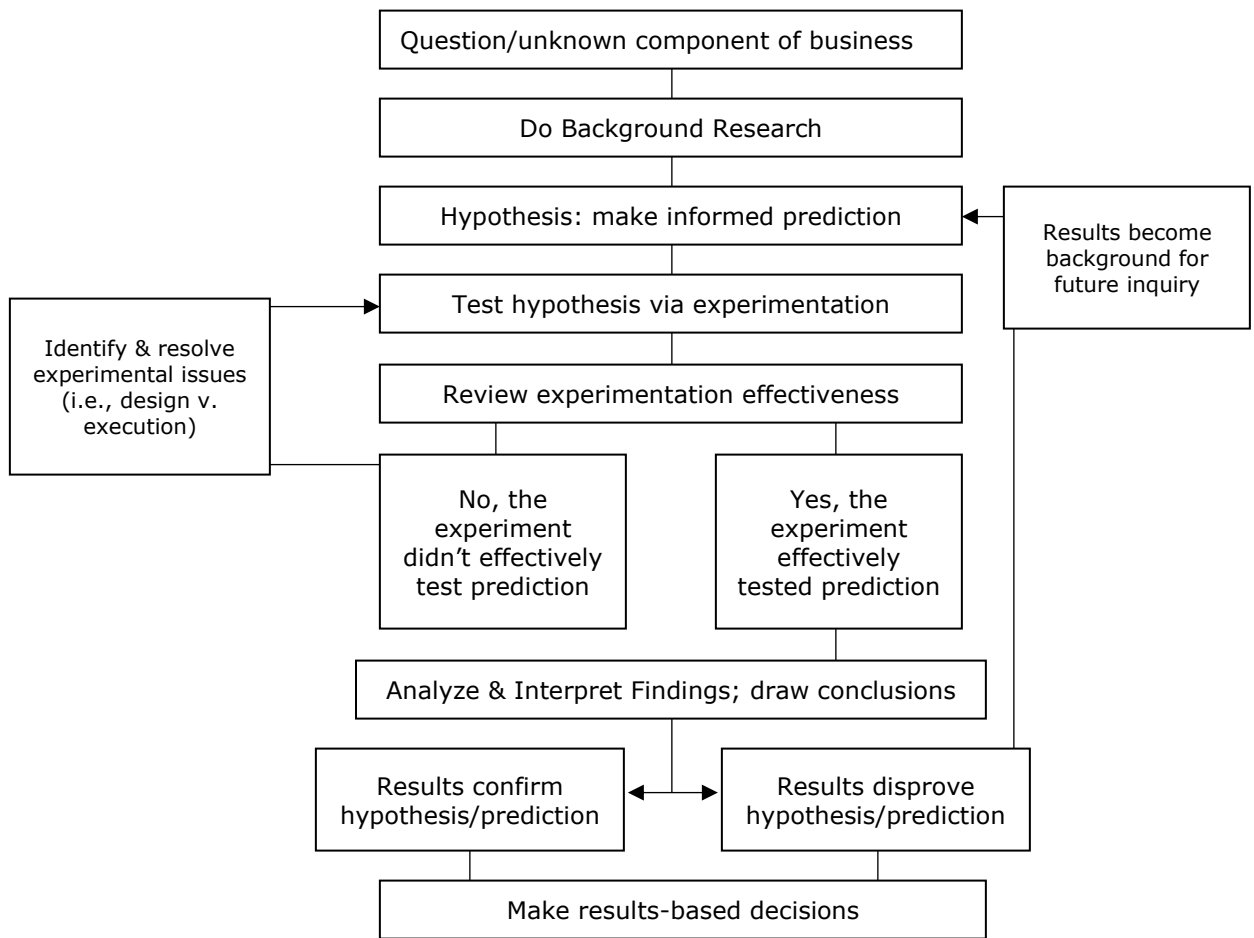 Question/unknown component of business
Do Background Research
Hypothesis: make informed prediction
Results become
background for
future inquiry
Test hypothesis via experimentation
Identify & resolve
experimental issues
(i.e., design v.
execution)
Review experimentation effectiveness
No, the
experiment
didn’t effectively
test prediction
Yes, the
experiment
effectively
tested prediction
Analyze & Interpret Findings; draw conclusions
Results confirm
hypothesis/prediction
Results disprove
hypothesis/prediction
Make results-based decisions